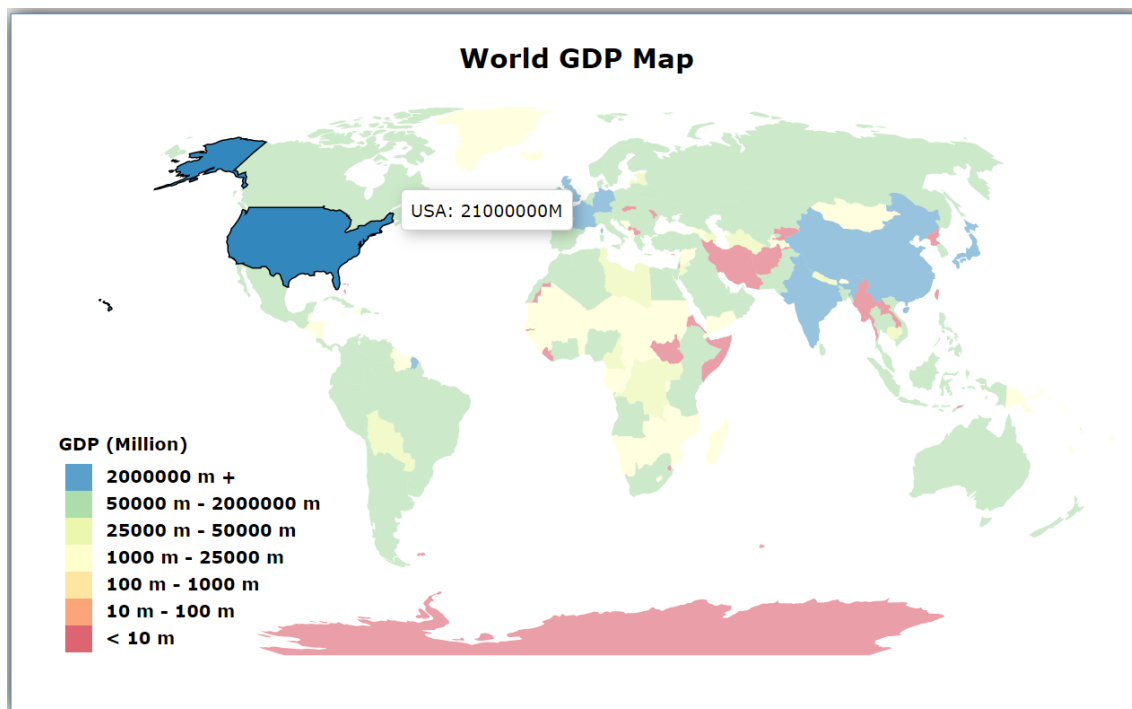 World GDP Map
USA: 21000000M
GDP (Million)
2000000 m +
50000 m - 2000000 m
25000 m - 50000 m
1000 m - 25000 m
100 m - 1000 m
10 m - 100 m
< 10 m